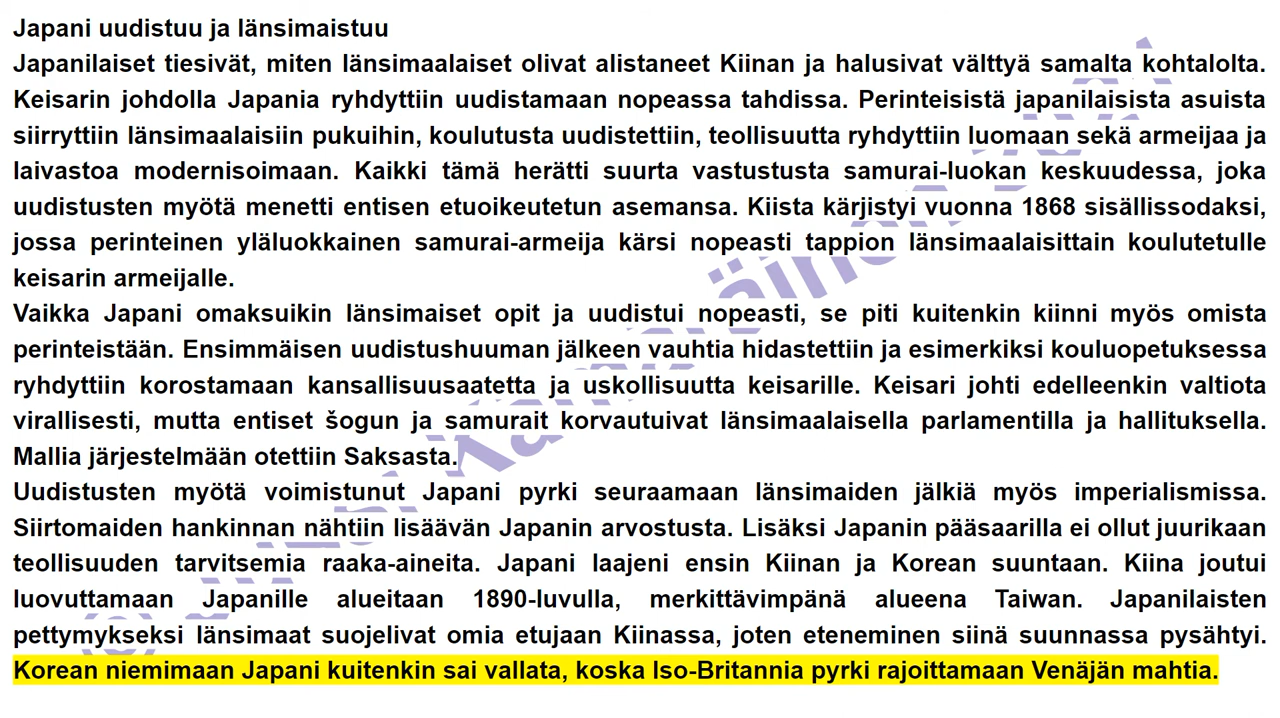 Japani uudistuu ja länsimaistuu
Japanilaiset tiesivät, miten länsimaalaiset olivat alistaneet Kiinan ja halusivat välttyä samalta kohtalolta.
Keisarin johdolla Japania ryhdyttiin uudistamaan nopeassa tahdissa. Perinteisistä japanilaisista asuista
siirryttiin länsimaalaisiin pukuihin, koulutusta uudistettiin, teollisuutta ryhdyttiin luomaan sekä armeijaa ja
laivastoa modernisoimaan. Kaikki tämä herätti suurta vastustusta samurai-luokan keskuudessa, joka
uudistusten myötä menetti entisen etuoikeutetun asemansa. Kiista kärjistyi vuonna 1868 sisällissodaksi,
jossa perinteinen yläluokkainen samurai-armeija kärsi nopeasti tappion länsimaalaisittain koulutetulle
keisarin armeijalle.
Vaikka Japani omaksuikin länsimaiset opit ja uudistui nopeasti, se piti kuitenkin kiinni myös omista
perinteistään. Ensimmäisen uudistushuuman jälkeen vauhtia hidastettiin ja esimerkiksi kouluopetuksessa
ryhdyttiin korostamaan kansallisuusaatetta ja uskollisuutta keisarille. Keisari johti edelleenkin valtiota
virallisesti, mutta entiset šogun ja samurait korvautuivat länsimaalaisella parlamentilla ja hallituksella.
Mallia järjestelmään otettiin Saksasta.
Uudistusten myötä voimistunut Japani pyrki seuraamaan länsimaiden jälkiä myös imperialismissa.
Siirtomaiden hankinnan nähtiin lisäävän Japanin arvostusta. Lisäksi Japanin pääsaarilla ei ollut juurikaan
teollisuuden tarvitsemia raaka-aineita. Japani laajeni ensin Kiinan ja Korean suuntaan. Kiina joutui
luovuttamaan Japanille alueitaan 1890-luvulla, merkittävimpänä alueena Taiwan. Japanilaisten
pettymykseksi länsimaat suojelivat omia etujaan Kiinassa, joten eteneminen siinä suunnassa pysähtyi.
Korean niemimaan Japani kuitenkin sai vallata, koska Iso-Britannia pyrki rajoittamaan Venäjän mahtia.